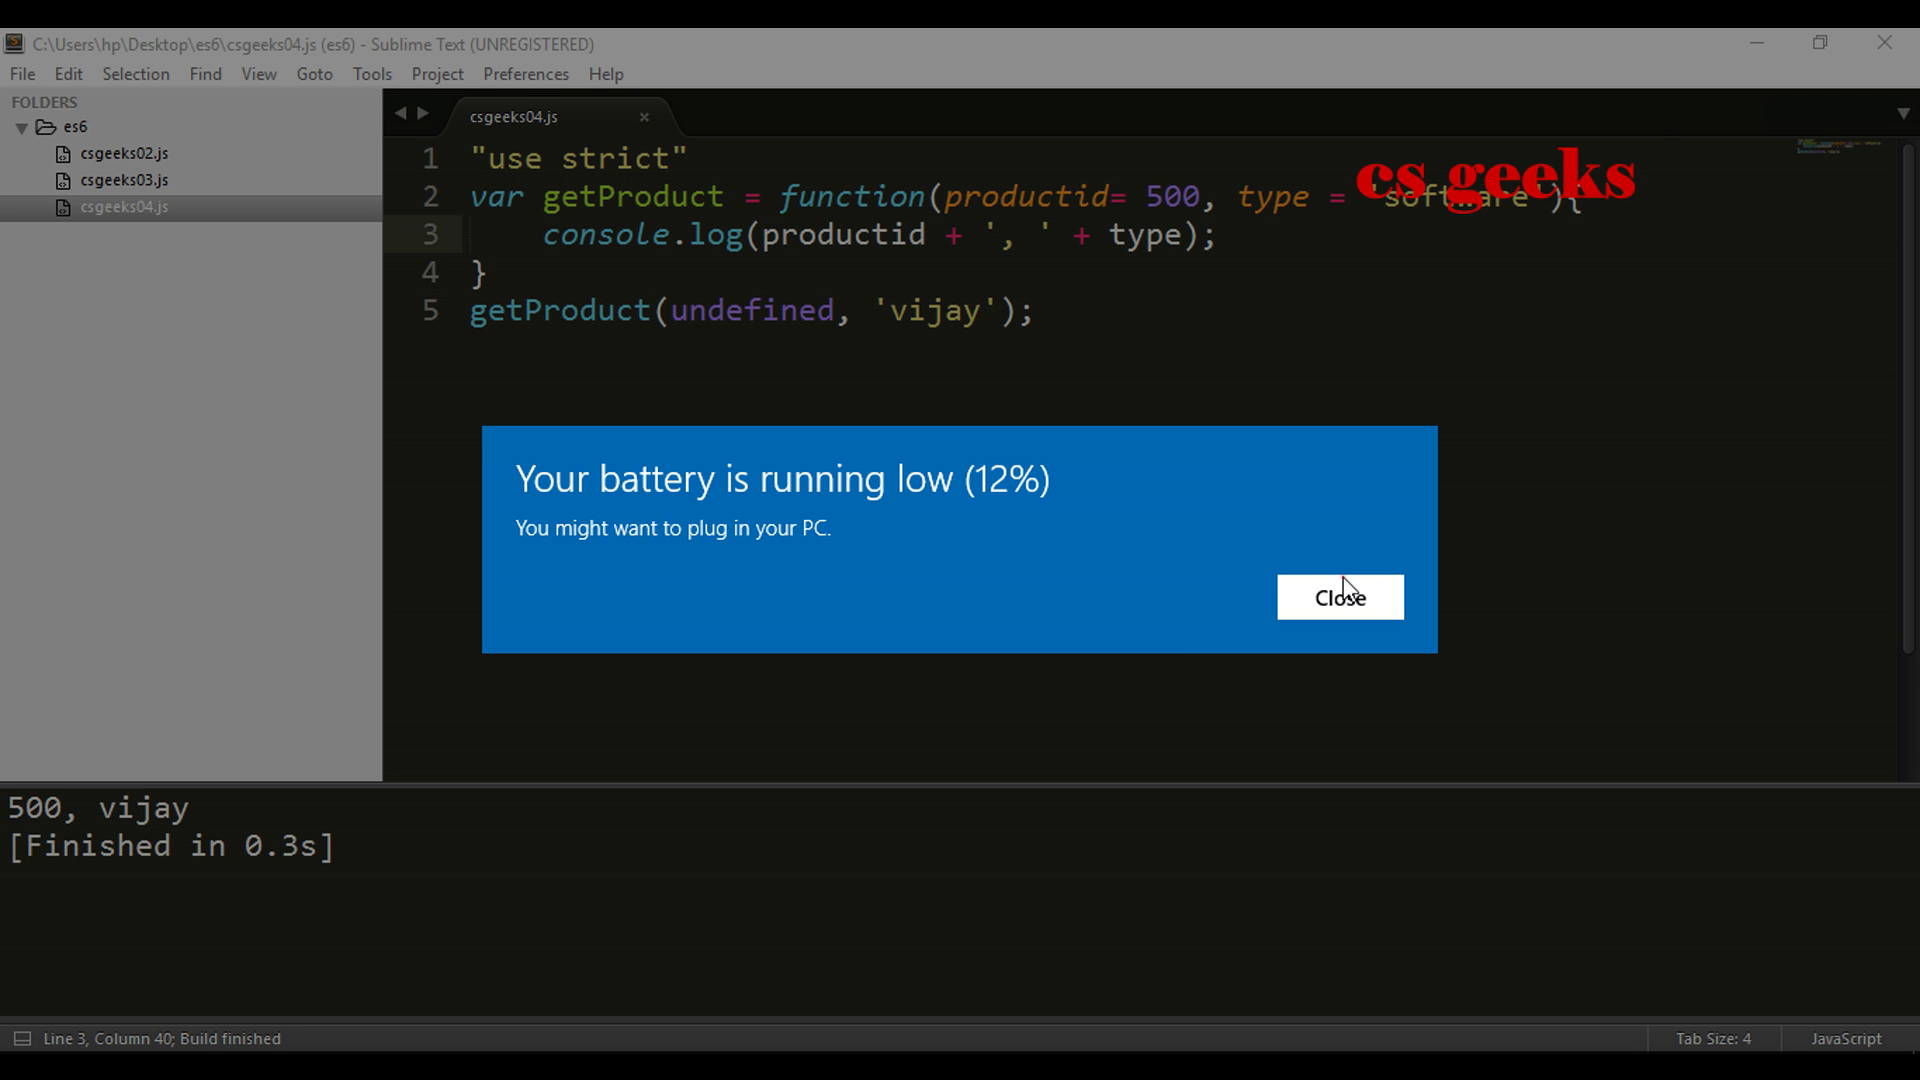 C:\Users\hp\Desktop\es6\csgeeks04.js (es6) - Sublime Text (UNREGISTERED)
File Edit Selection Find View Goto Tools Project Preferences Help
FOLDERS
es6
csgeeks02.js
csgeeks03.js
csgeeks04.js
csgeeks04.js
cs geeks
1 "use strict"
2 var getProduct = function(productid= 500, type = 'software'){
3 console.log(productid + ', ' + type);
4 }
5 getProduct(undefined, 'vijay');
Your battery is running low (12%)
You might want to plug in your PC.
Close
500, vijay
[Finished in 0.3s]
Line 3, Column 40; Build finished
Tab Size: 4
JavaScript